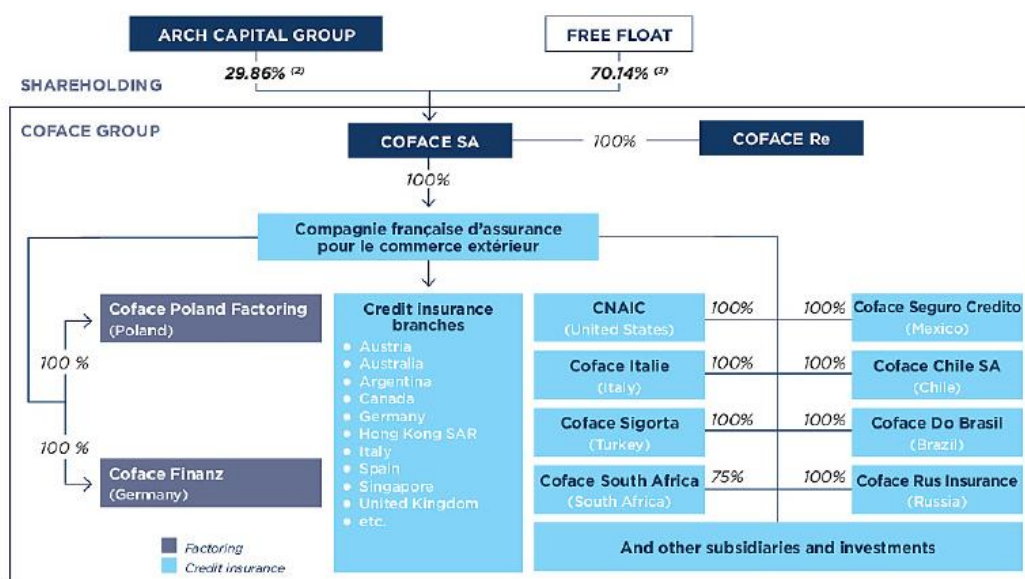 ARCH CAPITAL GROUP
FREE FLOAT
29.86% (2)
70.14% (3)
SHAREHOLDING
COFACE GROUP
COFACE SA
100%
COFACE Re
100%
Compagnie française d'assurance
pour le commerce extérieur
Coface Poland Factoring
(Poland)
100 %
100 %
Coface Finanz
(Germany)
Credit insurance
branches
Austria
Australia
Argentina
Canada
Germany
Hong Kong SAR
Italy
Spain
Singapore
United Kingdom
etc.
CNAIC
(United States)
100%
100%
Coface Seguro Credito
(Mexico)
Coface Italie
(Italy)
100%
100%
Coface Chile SA
(Chile)
Coface Sigorta
(Turkey)
100%
100%
Coface Do Brasil
(Brazil)
Coface South Africa
(South Africa)
75%
100%
Coface Rus Insurance
(Russia)
And other subsidiaries and investments
Factoring
Credit insurance